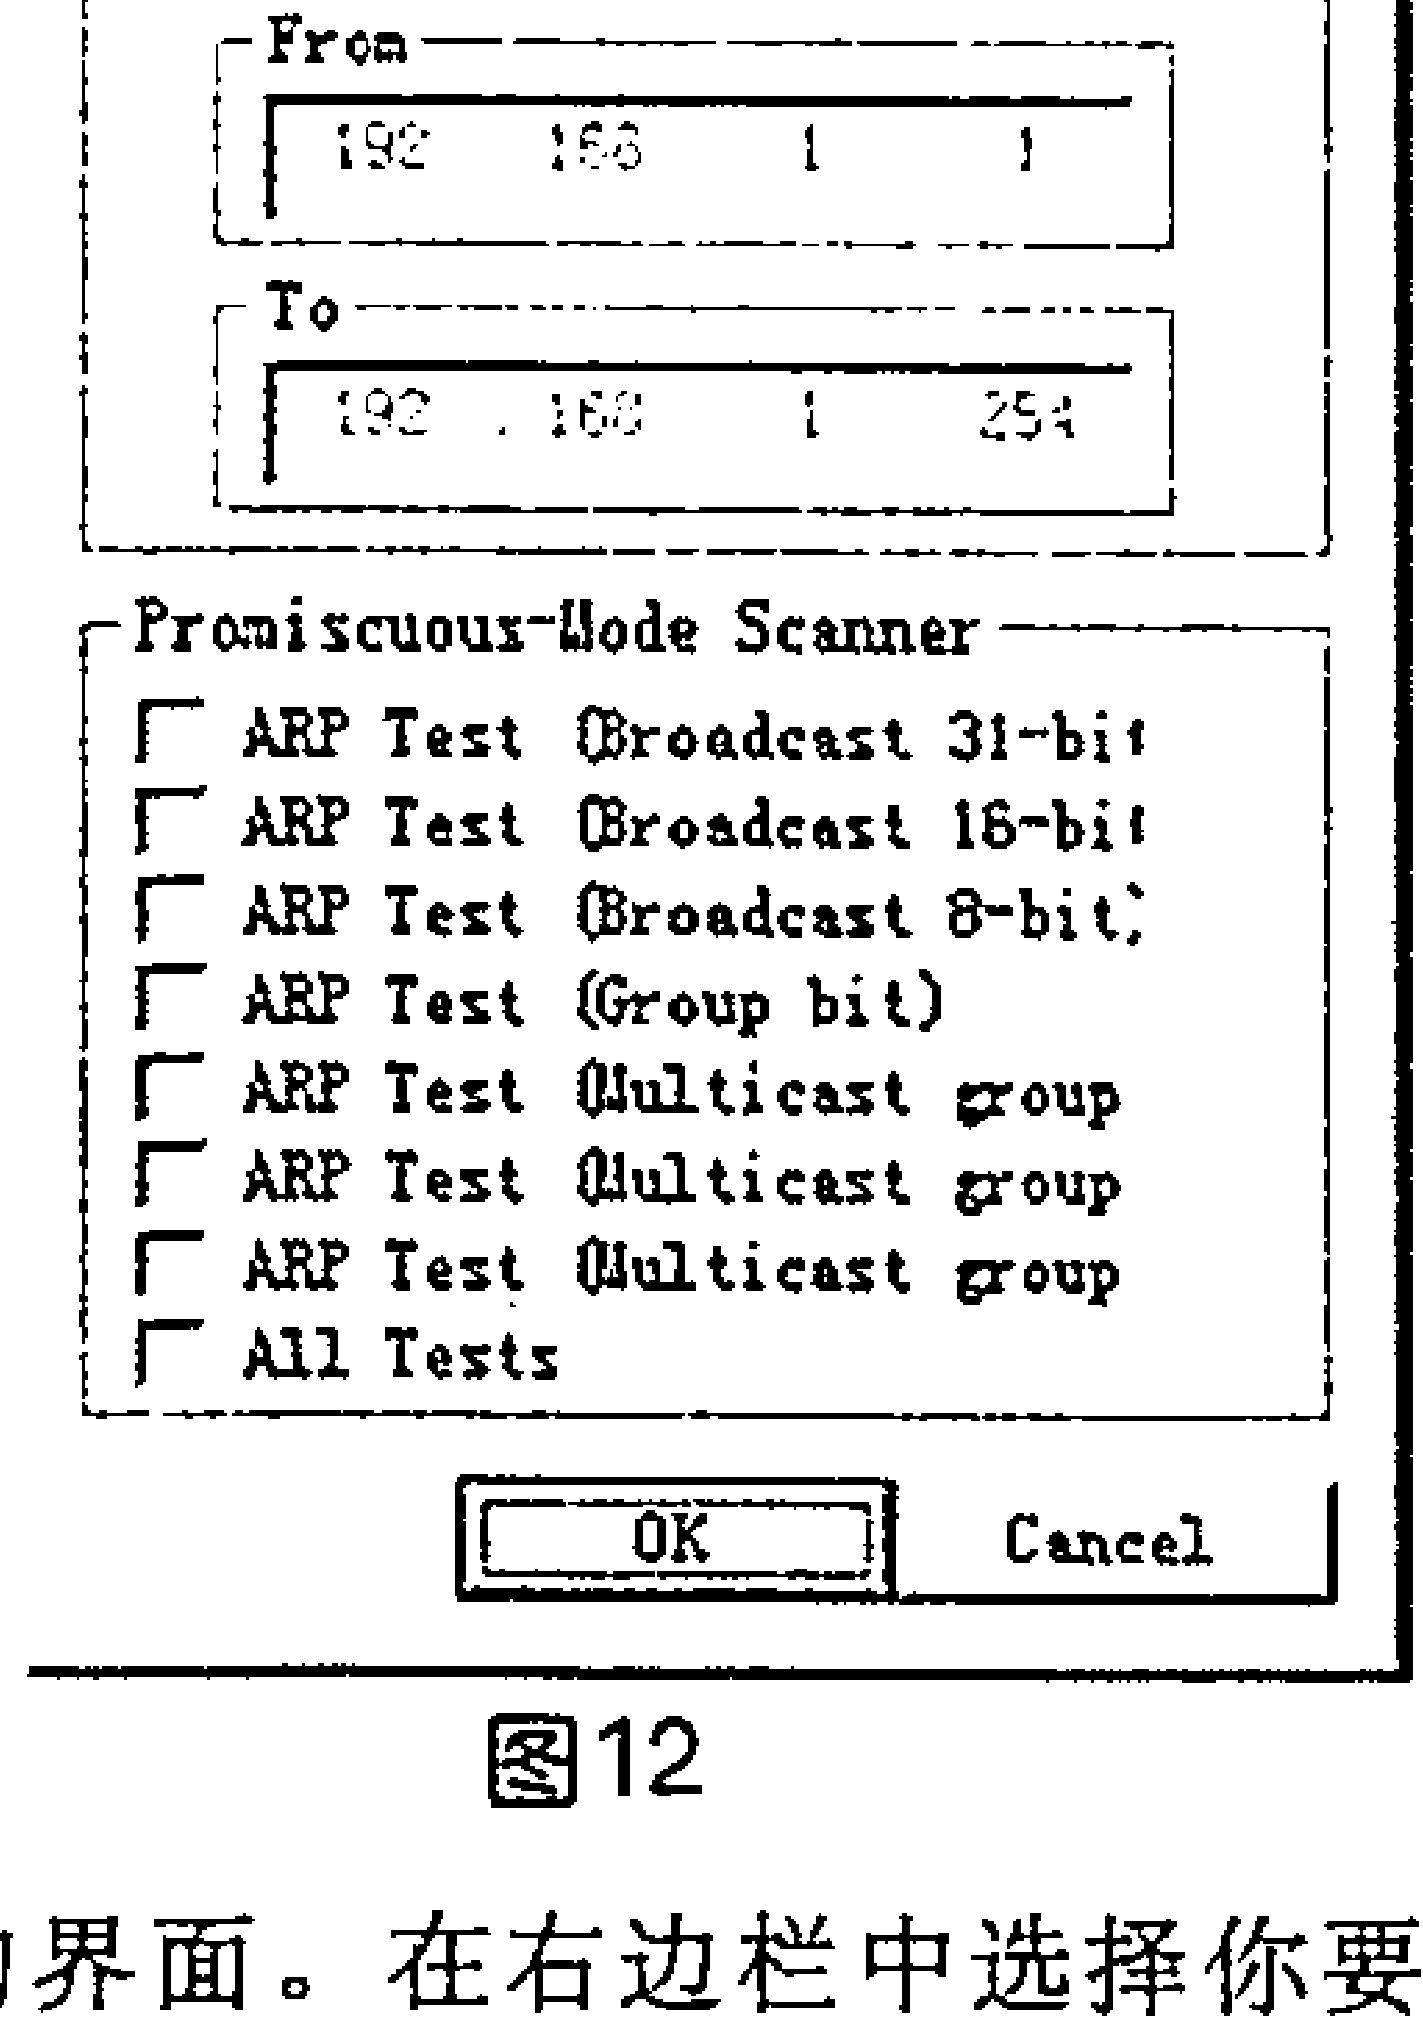 From
192 168 1 1
To
192 . 168 1 254
Promiscuous-Mode Scanner
ARP Test (Broadcast 31-bit
ARP Test (Broadcast 16-bit
ARP Test (Broadcast 8-bit)
ARP Test (Group bit)
ARP Test (Multicast group
ARP Test (Multicast group
ARP Test (Multicast group
All Tests
OK Cancel
图12
界面。在右边栏中选择你要